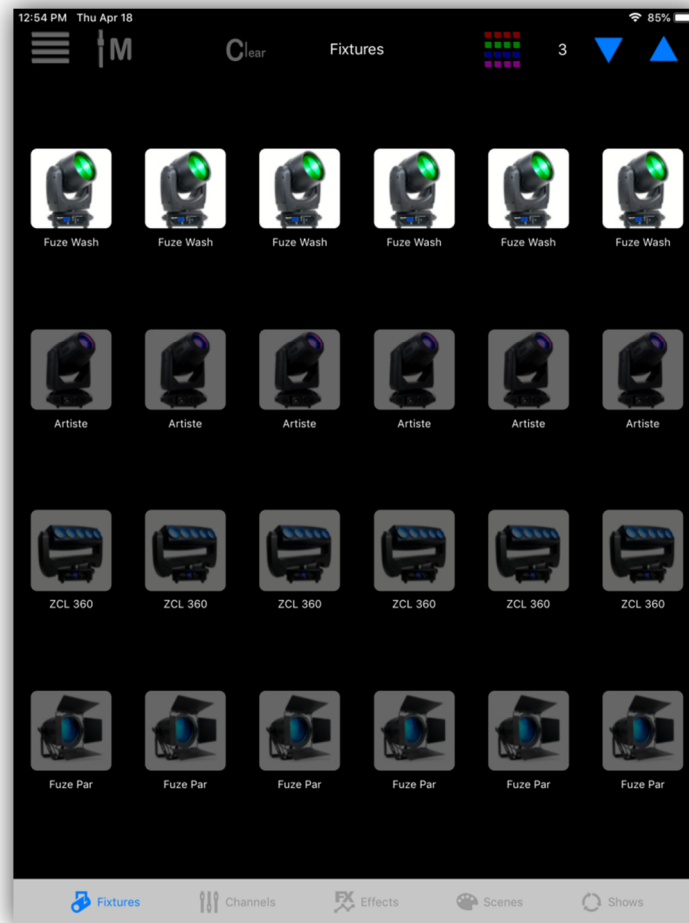 12:54 PM Thu Apr 18 85%
M Clear Fixtures 3
Fuze Wash Fuze Wash Fuze Wash Fuze Wash Fuze Wash Fuze Wash
Artiste Artiste Artiste Artiste Artiste Artiste
ZCL 360 ZCL 360 ZCL 360 ZCL 360 ZCL 360 ZCL 360
Fuze Par Fuze Par Fuze Par Fuze Par Fuze Par Fuze Par
Fixtures Channels FX Effects Scenes Shows